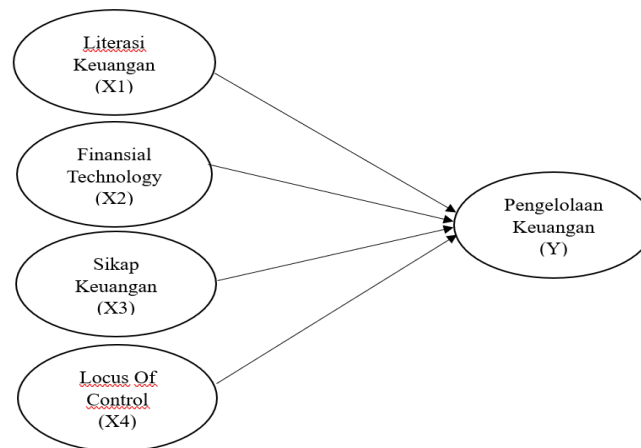 Literasi
Keuangan
(X1)
Finansial
Technology
(X2)
Sikap
Keuangan
(X3)
Locus Of
Control
(X4)
Pengelolaan
Keuangan
(Y)